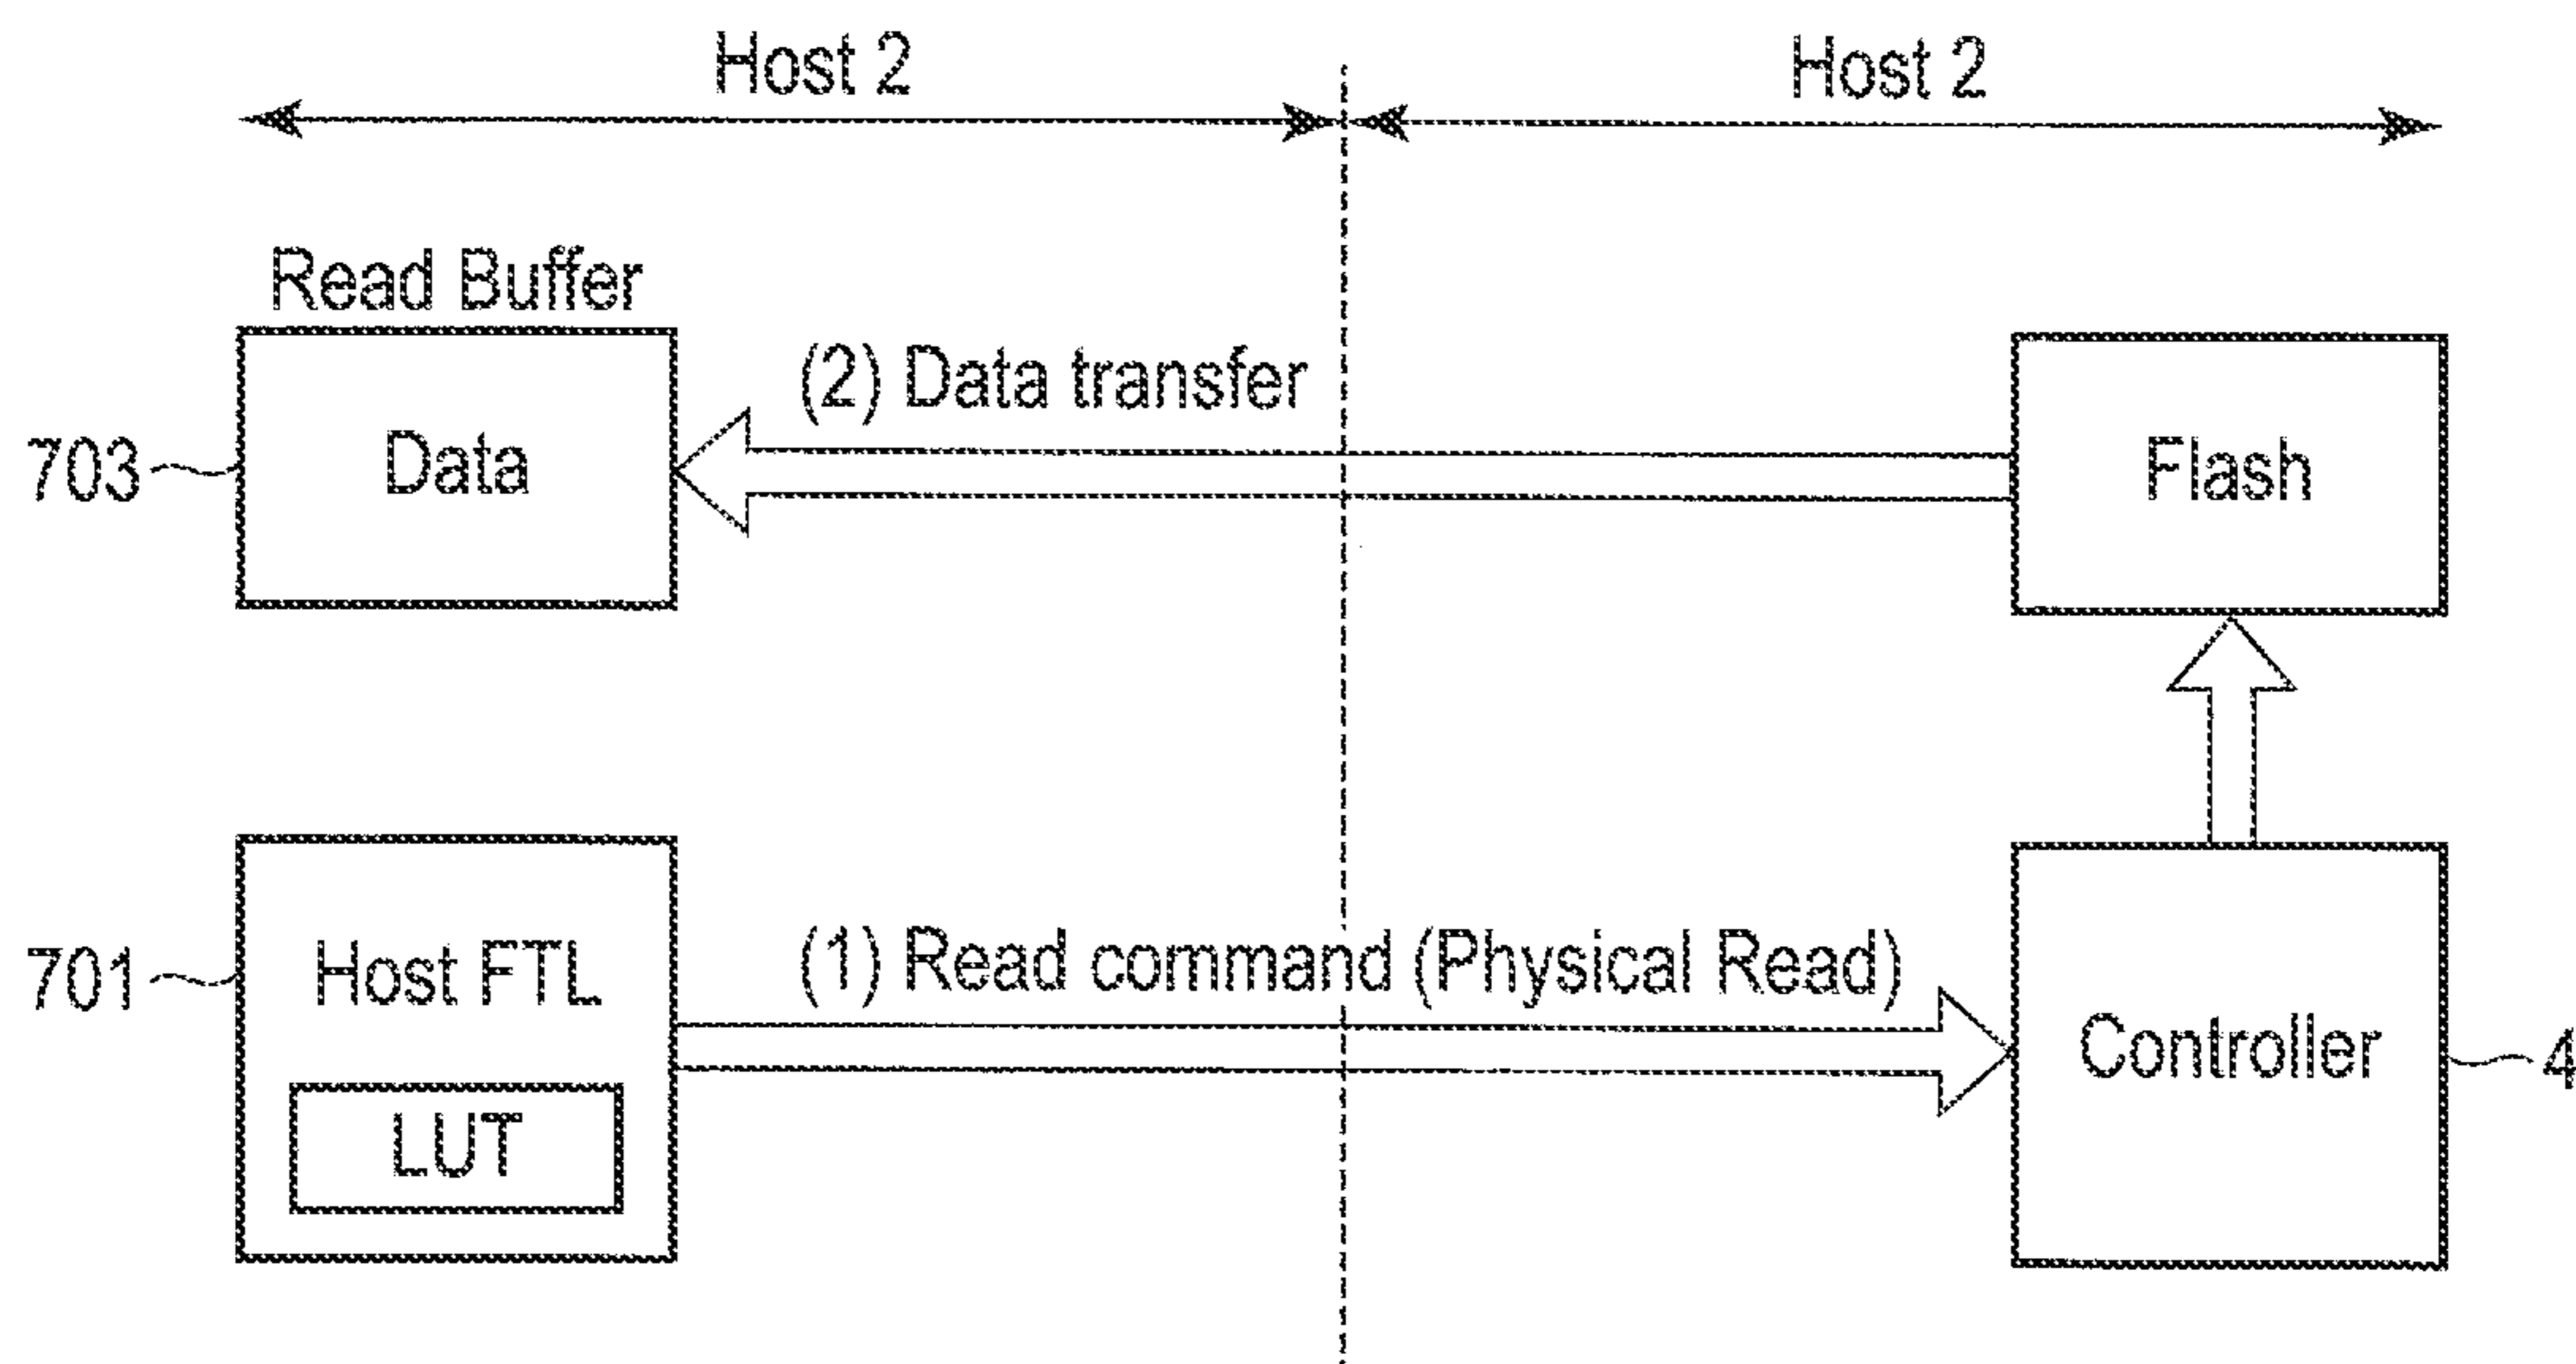 Host 2
Host 2
Read Buffer
(2) Data transfer
703
Data
Flash
(1) Read command (Physical Read)
701
Host FTL
Controller
4
LUT